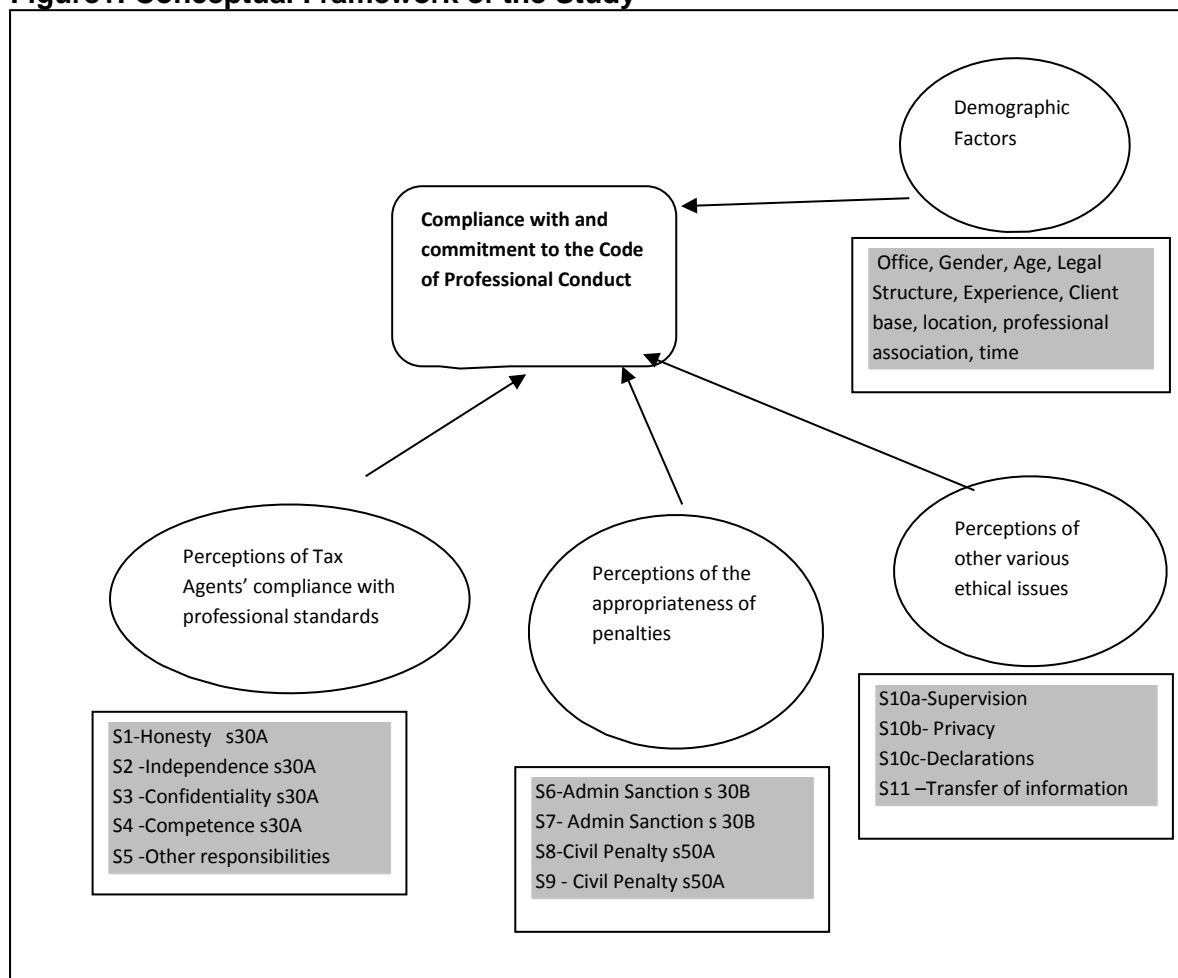 Figure1: Conceptual Framework of the Study
Demographic
Factors
Compliance with and
commitment to the Code
of Professional Conduct
Office, Gender, Age, Legal
Structure, Experience, Client
base, location, professional
association, time
Perceptions of Tax
Agents’ compliance with
professional standards
Perceptions of the
appropriateness of
penalties
Perceptions of
other various
ethical issues
S1-Honesty s30A
S2 -Independence s30A
S3 -Confidentiality s30A
S4 -Competence s30A
S5 -Other responsibilities
S6-Admin Sanction s 30B
S7- Admin Sanction s 30B
S8-Civil Penalty s50A
S9 - Civil Penalty s50A
S10a-Supervision
S10b- Privacy
S10c-Declarations
S11 –Transfer of information